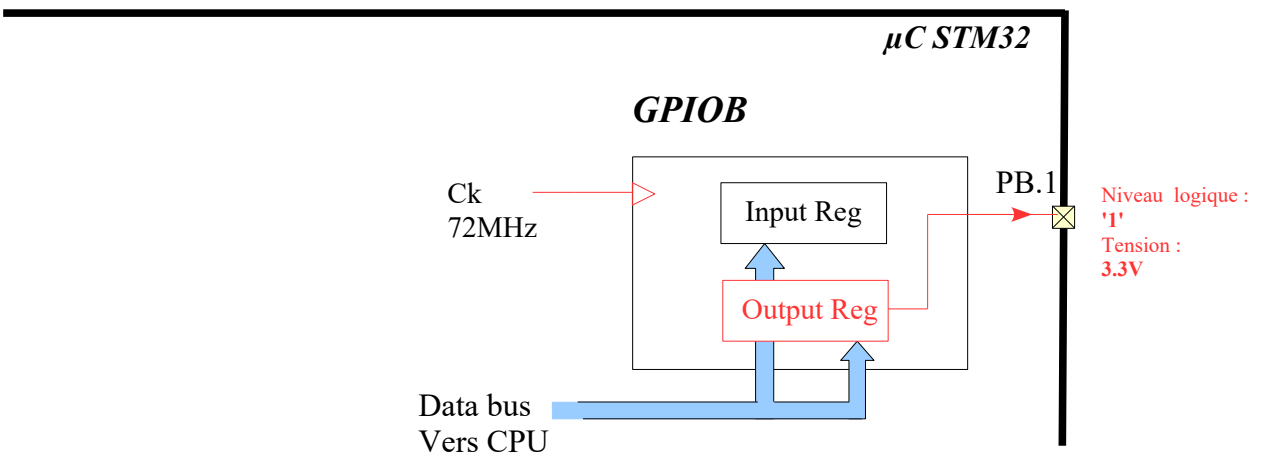 µC STM32
GPIOB
Ck
72MHz
Input Reg
PB.1
Niveau logique :
'1'
Tension :
3.3V
Output Reg
Data bus
Vers CPU